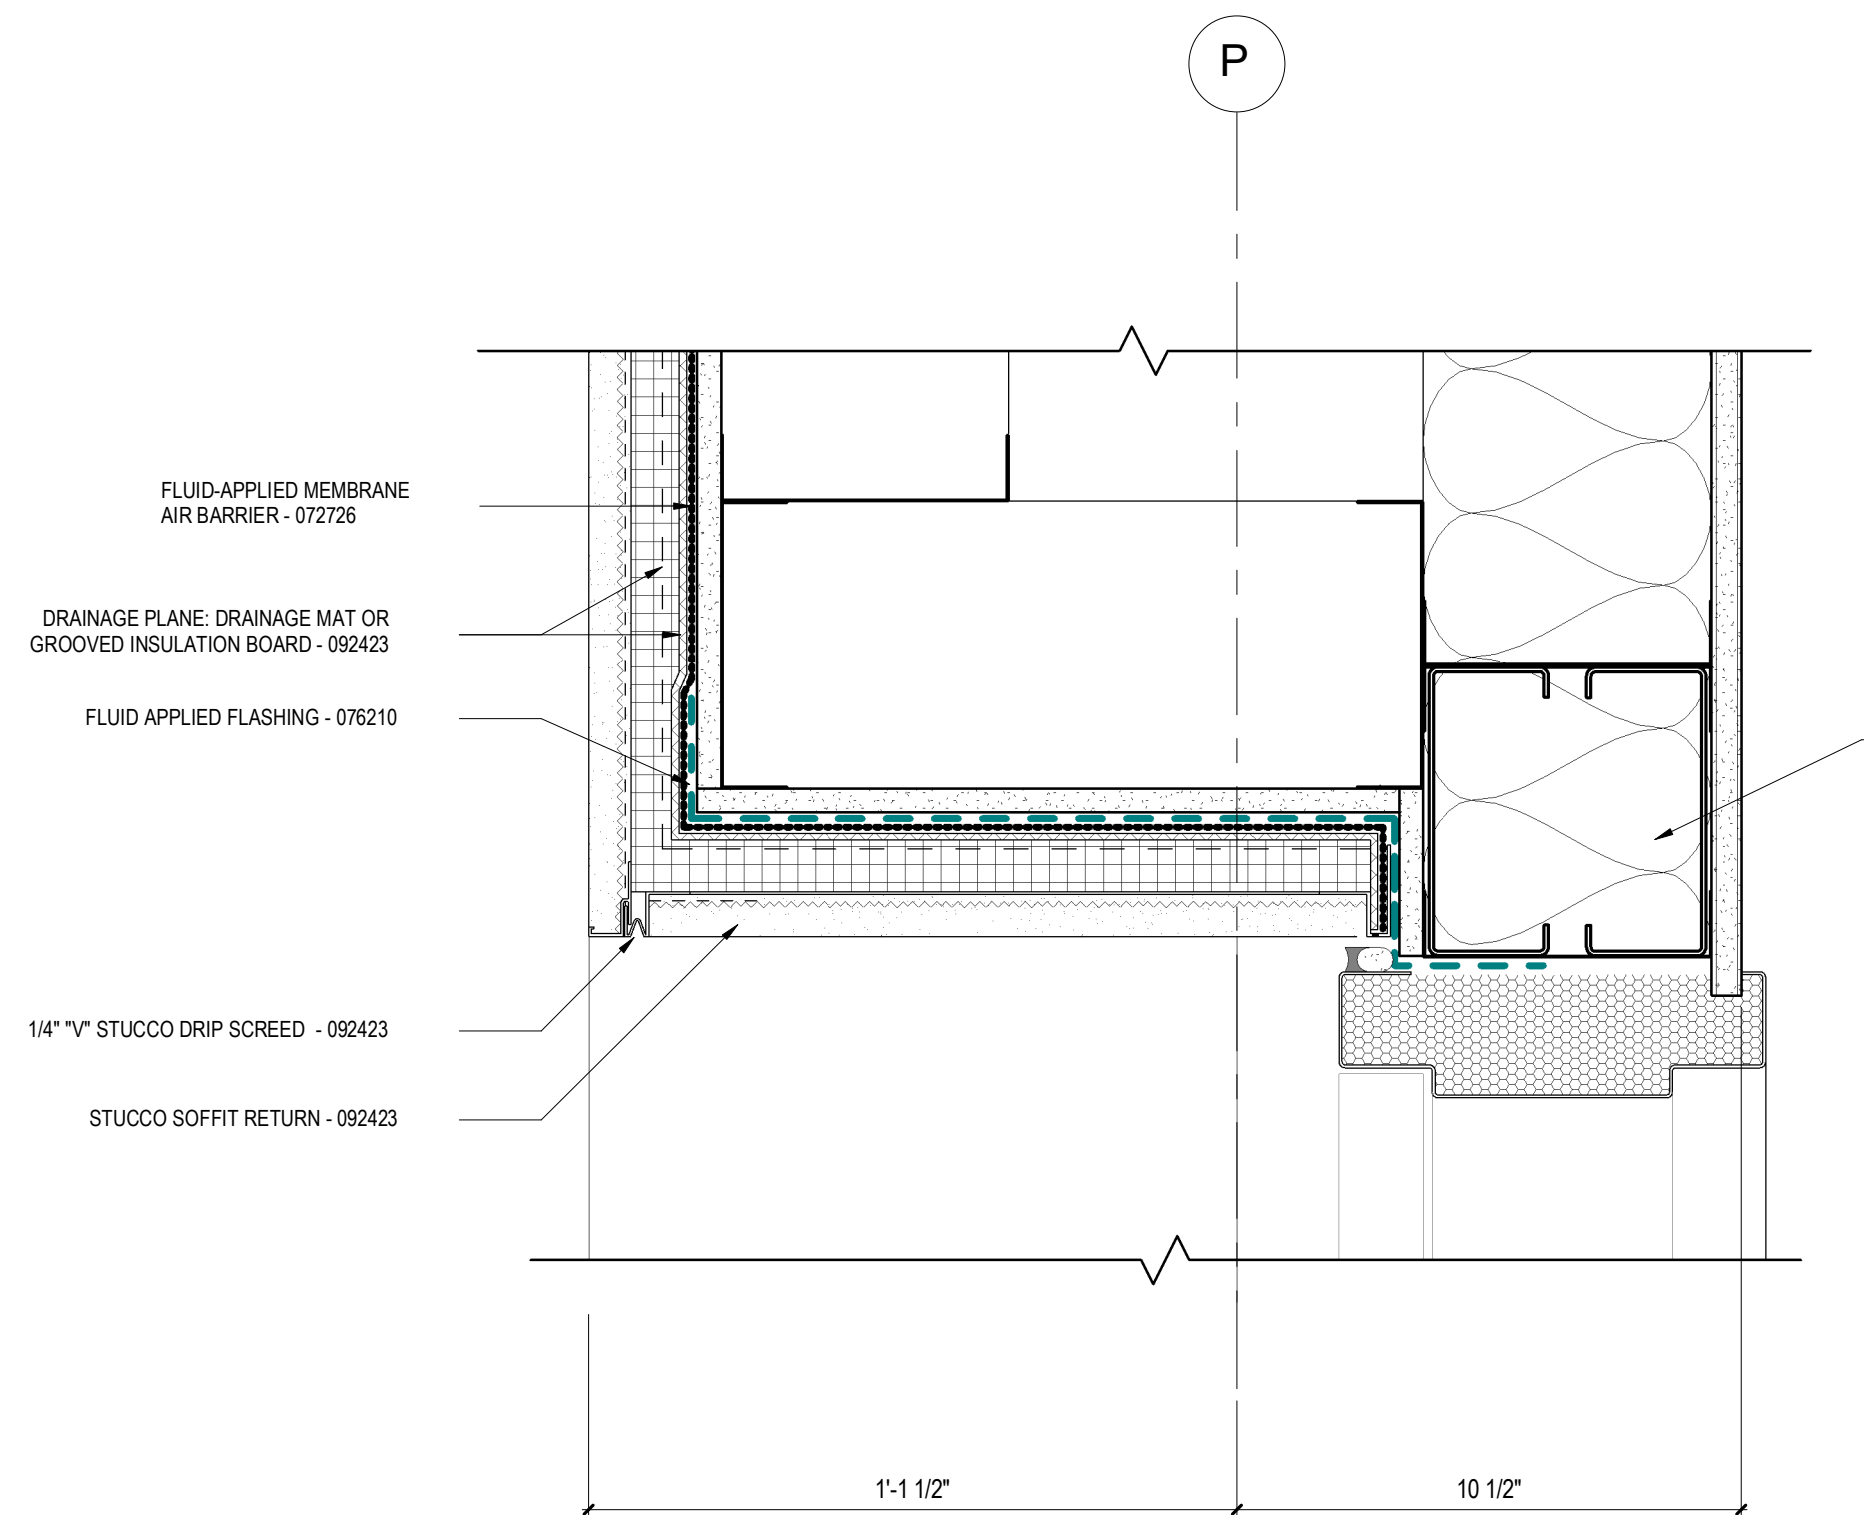 P
FLUID-APPLIED MEMBRANE
AIR BARRIER - 072726
DRAINAGE PLANE: DRAINAGE MAT OR
GROOVED INSULATION BOARD - 092423
FLUID APPLIED FLASHING - 076210
1/4" "V" STUCCO DRIP SCREED  - 092423
STUCCO SOFFIT RETURN - 092423
1'-1 1/2"
10 1/2"